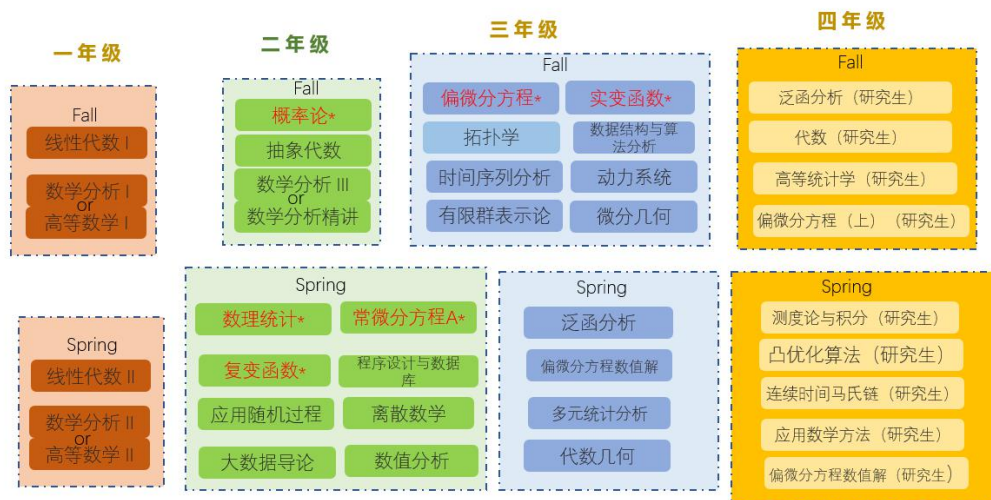 一年级
二年级
三年级
四年级
Fall
线性代数 I
数学分析 I
or
高等数学 I
Fall
概率论*
抽象代数
数学分析 III
or
数学分析精讲
Fall
偏微分方程*
实变函数*
拓扑学
数据结构与算
法分析
时间序列分析
动力系统
有限群表示论
微分几何
Fall
泛函分析（研究生）
代数（研究生）
高等统计学（研究生）
偏微分方程（上）（研究生）
Spring
线性代数 II
数学分析 II
or
高等数学 II
Spring
数理统计*
常微分方程A*
复变函数*
程序设计与数据
库
应用随机过程
离散数学
大数据导论
数值分析
Spring
泛函分析
偏微分方程数值解
多元统计分析
代数几何
Spring
测度论与积分（研究生）
凸优化算法（研究生）
连续时间马氏链（研究生）
应用数学方法（研究生）
偏微分方程数值解（研究生）